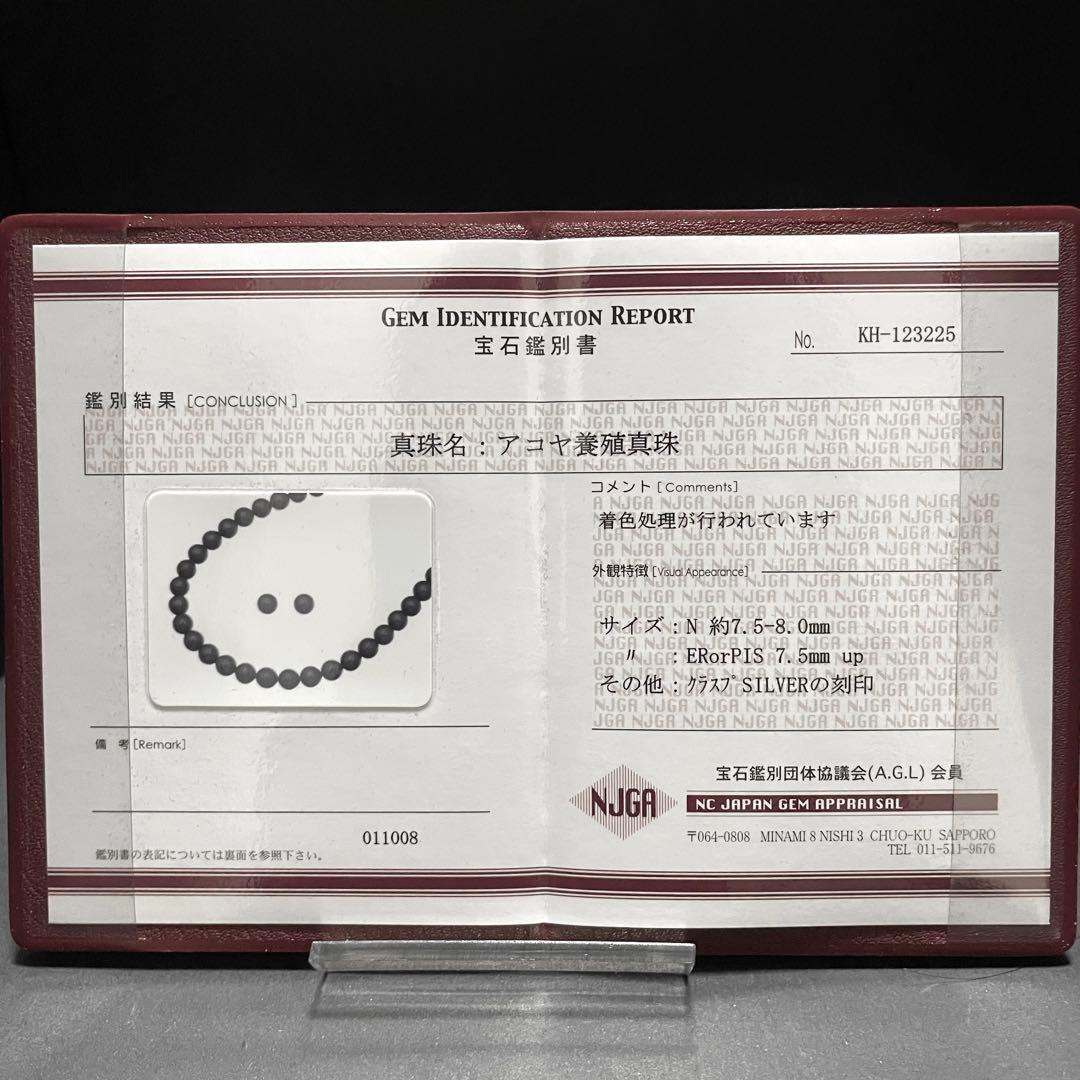 GEM IDENTIFICATION REPORT
宝石鑑別書
No. KH-123225
鑑別結果 [CONCLUSION]
真珠名：アコヤ養殖真珠
コメント [Comments]
着色処理が行われています
外観特徴 [Visual Appearance]
サイズ：N 約7.5-8.0mm
〃 ：ERorPIS 7.5mm up
その他：ｸﾗｽﾌﾟSILVERの刻印
備 考 [Remark]
011008
鑑別書の表記については裏面を参照下さい。
宝石鑑別団体協議会(A.G.L) 会員
NJGA
NC JAPAN GEM APPRAISAL
〒064-0808 MINAMI 8 NISHI 3 CHUO-KU SAPPORO
TEL 011-511-9676